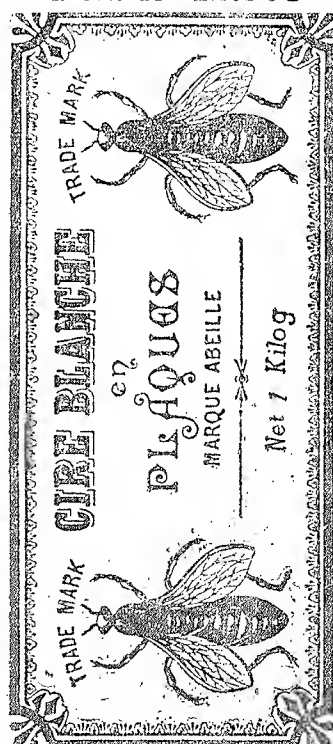 TRADE MARK
TRADE MARK
CIRE BLANCHE
en
PLAQUES
MARQUE ABEILLE
Net 1 Kilog